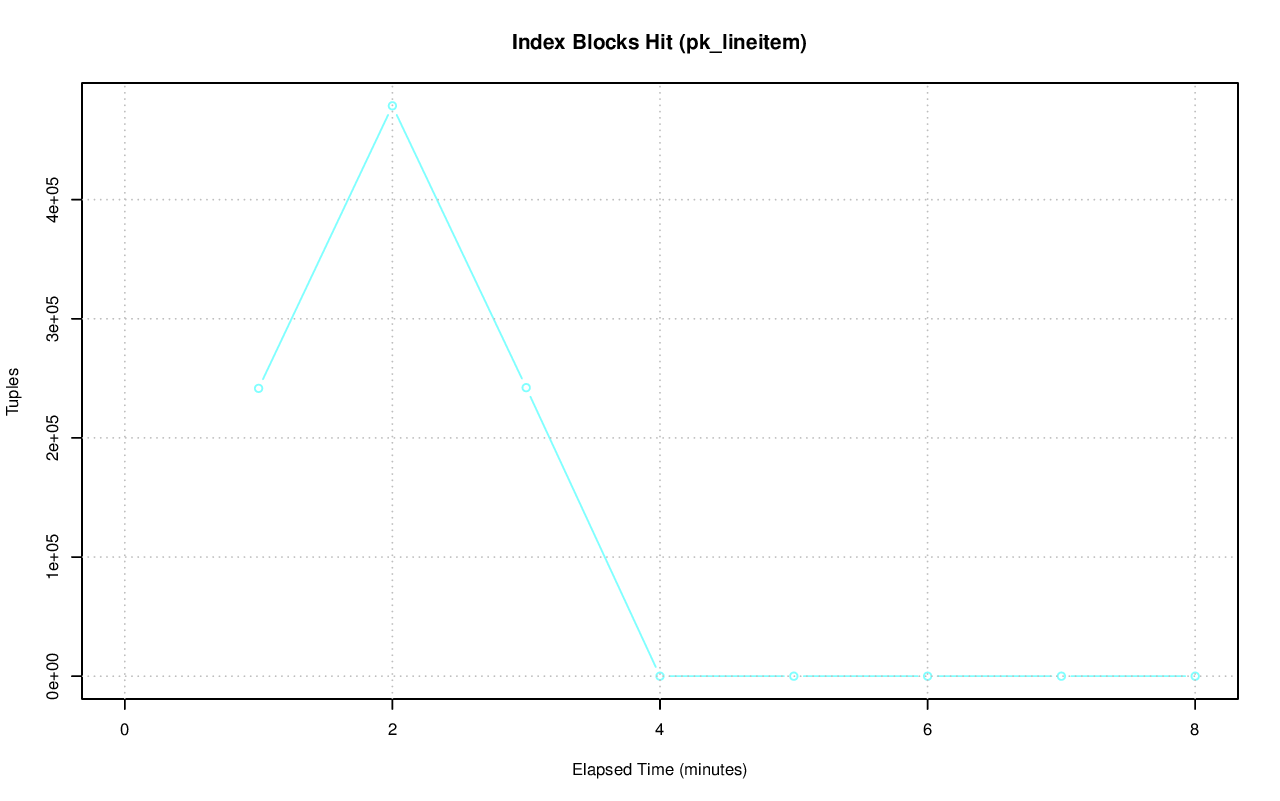 Index Blocks Hit (pk_lineitem)
Tuples
4e+05
3e+05
2e+05
1e+05
0e+00
0 2 4 6 8
Elapsed Time (minutes)